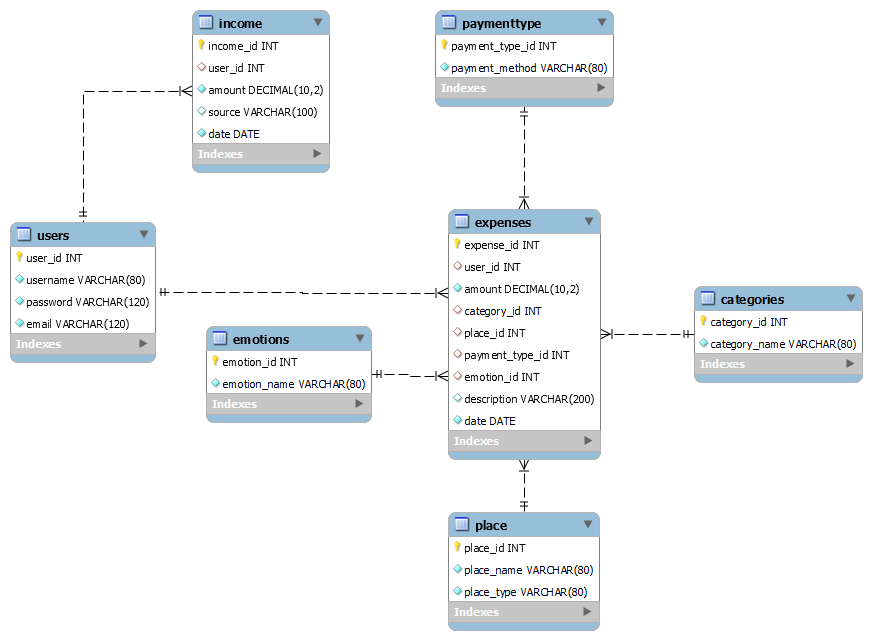 income
income_id INT
user_id INT
amount DECIMAL(10,2)
source VARCHAR(100)
date DATE
Indexes
paymenttype
payment_type_id INT
payment_method VARCHAR(80)
Indexes
users
user_id INT
username VARCHAR(80)
password VARCHAR(120)
email VARCHAR(120)
Indexes
emotions
emotion_id INT
emotion_name VARCHAR(80)
Indexes
expenses
expense_id INT
user_id INT
amount DECIMAL(10,2)
category_id INT
place_id INT
payment_type_id INT
emotion_id INT
description VARCHAR(200)
date DATE
Indexes
categories
category_id INT
category_name VARCHAR(80)
Indexes
place
place_id INT
place_name VARCHAR(80)
place_type VARCHAR(80)
Indexes